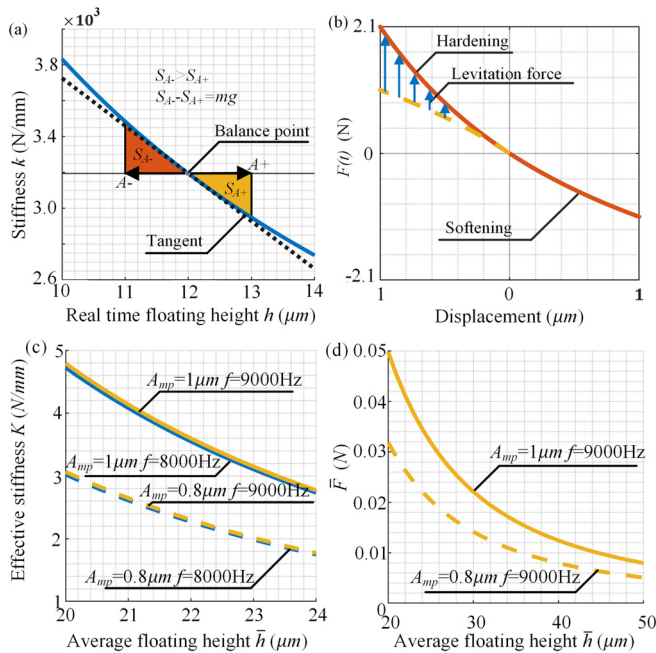 (a)
×10³
3.8
3.4
3.0
2.6
Stiffness k (N/mm)
S_A->S_A+
S_A--S_A+=mg
Balance point
S_A-
A-
A+
S_A+
Tangent
10 11 12 13 14
Real time floating height h (μm)
(b)
2.1
0
-2.1
F(t) (N)
Hardening
Levitation force
Softening
1 0 1
Displacement (μm)
(c)
5
4
3
2
1
Effective stiffness K (N/mm)
A_mp=1μm f=9000Hz
A_mp=1μm f=8000Hz
A_mp=0.8μm f=9000Hz
A_mp=0.8μm f=8000Hz
20 21 22 23 24
Average floating height h̄ (μm)
(d)
0.05
0.04
0.03
0.02
0.01
0
F̄ (N)
A_mp=1μm f=9000Hz
A_mp=0.8μm f=9000Hz
20 30 40 50
Average floating height h̄ (μm)